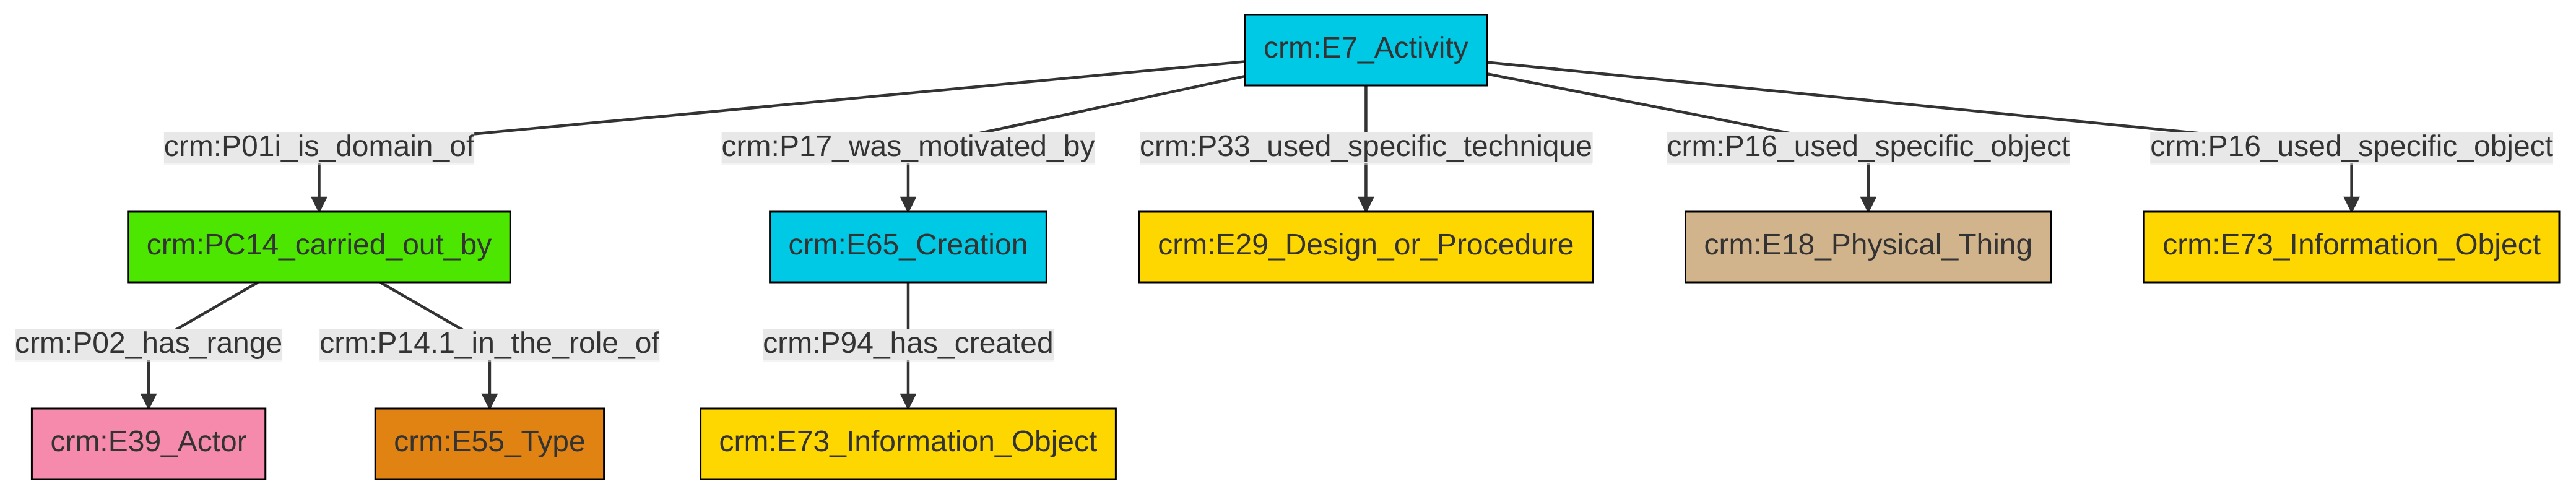 crm:E7_Activity
crm:P01i_is_domain_of
crm:P17_was_motivated_by
crm:P33_used_specific_technique
crm:P16_used_specific_object
crm:P16_used_specific_object
crm:PC14_carried_out_by
crm:E65_Creation
crm:E29_Design_or_Procedure
crm:E18_Physical_Thing
crm:E73_Information_Object
crm:P02_has_range
crm:P14.1_in_the_role_of
crm:P94_has_created
crm:E39_Actor
crm:E55_Type
crm:E73_Information_Object